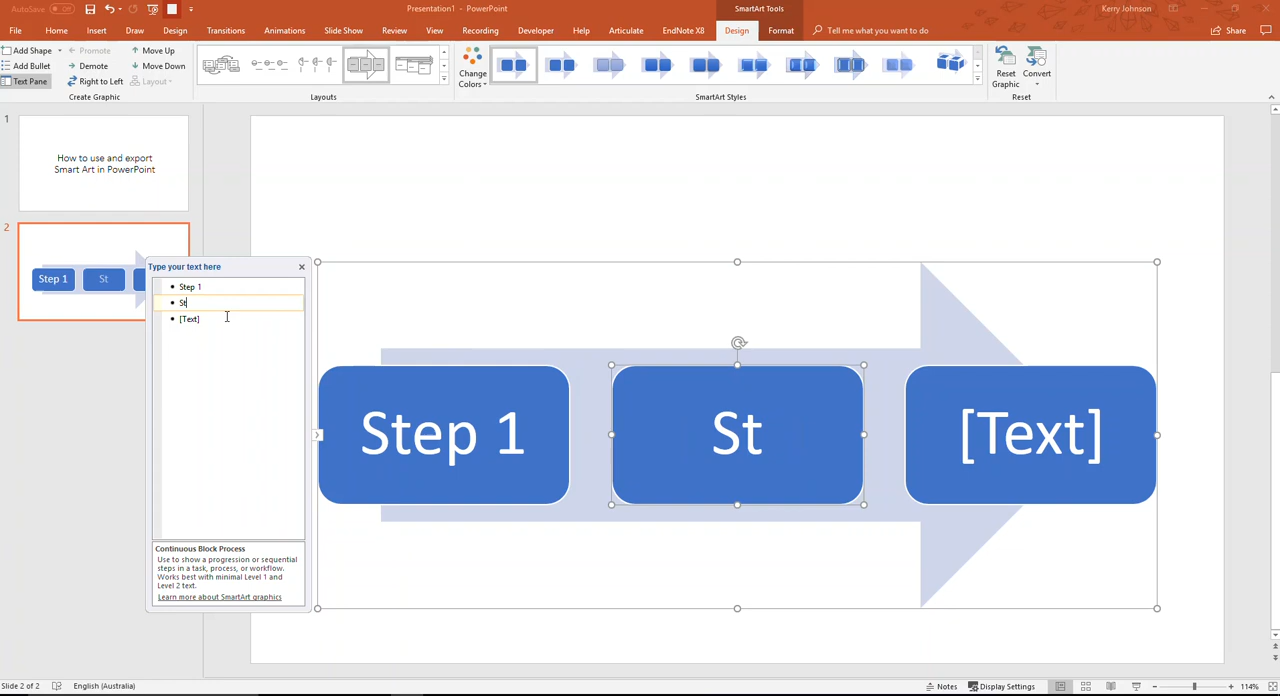 AutoSave Off
Presentation1 - PowerPoint
SmartArt Tools
Kerry Johnson
File Home Insert Draw Design Transitions Animations Slide Show Review View Recording Developer Help Articulate EndNote X8 Design Format Tell me what you want to do Share
Add Shape Promote Move Up
Add Bullet Demote Move Down
Text Pane Right to Left Layout
Create Graphic
Layouts
Change
Colors
SmartArt Styles
Reset
Graphic
Convert
Reset
1
How to use and export
Smart Art in PowerPoint
2
Step 1
St
Type your text here
Step 1
St
[Text]
Continuous Block Process
Use to show a progression or sequential
steps in a task, process, or workflow.
Works best with minimal Level 1 and
Level 2 text.
Learn more about SmartArt graphics
Step 1
St
[Text]
Slide 2 of 2
English (Australia)
Notes
Display Settings
114%